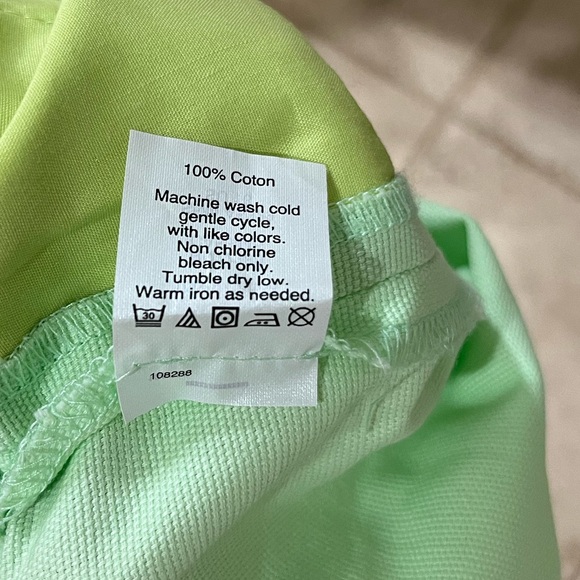 100% Coton
Machine wash cold
gentle cycle,
with like colors.
Non chlorine
bleach only.
Tumble dry low.
Warm iron as needed.
30
108288